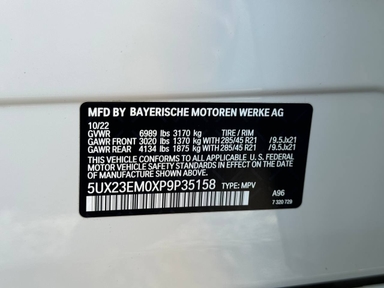 MFD BY BAYERISCHE MOTOREN WERKE AG
10/22
GVWR 6989 lbs 3170 kg TIRE / RIM
GAWR FRONT 3020 lbs 1370 kg WITH 285/45 R21 /9.5Jx21
GAWR REAR 4134 lbs 1875 kg WITH 285/45 R21 /9.5Jx21
THIS VEHICLE CONFORMS TO ALL APPLICABLE U. S. FEDERAL
MOTOR VEHICLE SAFETY STANDARDS IN EFFECT ON THE DATE
OF MANUFACTURE SHOWN ABOVE.
5UX23EM0XP9P35158 TYPE: MPV
A96
7 320 729